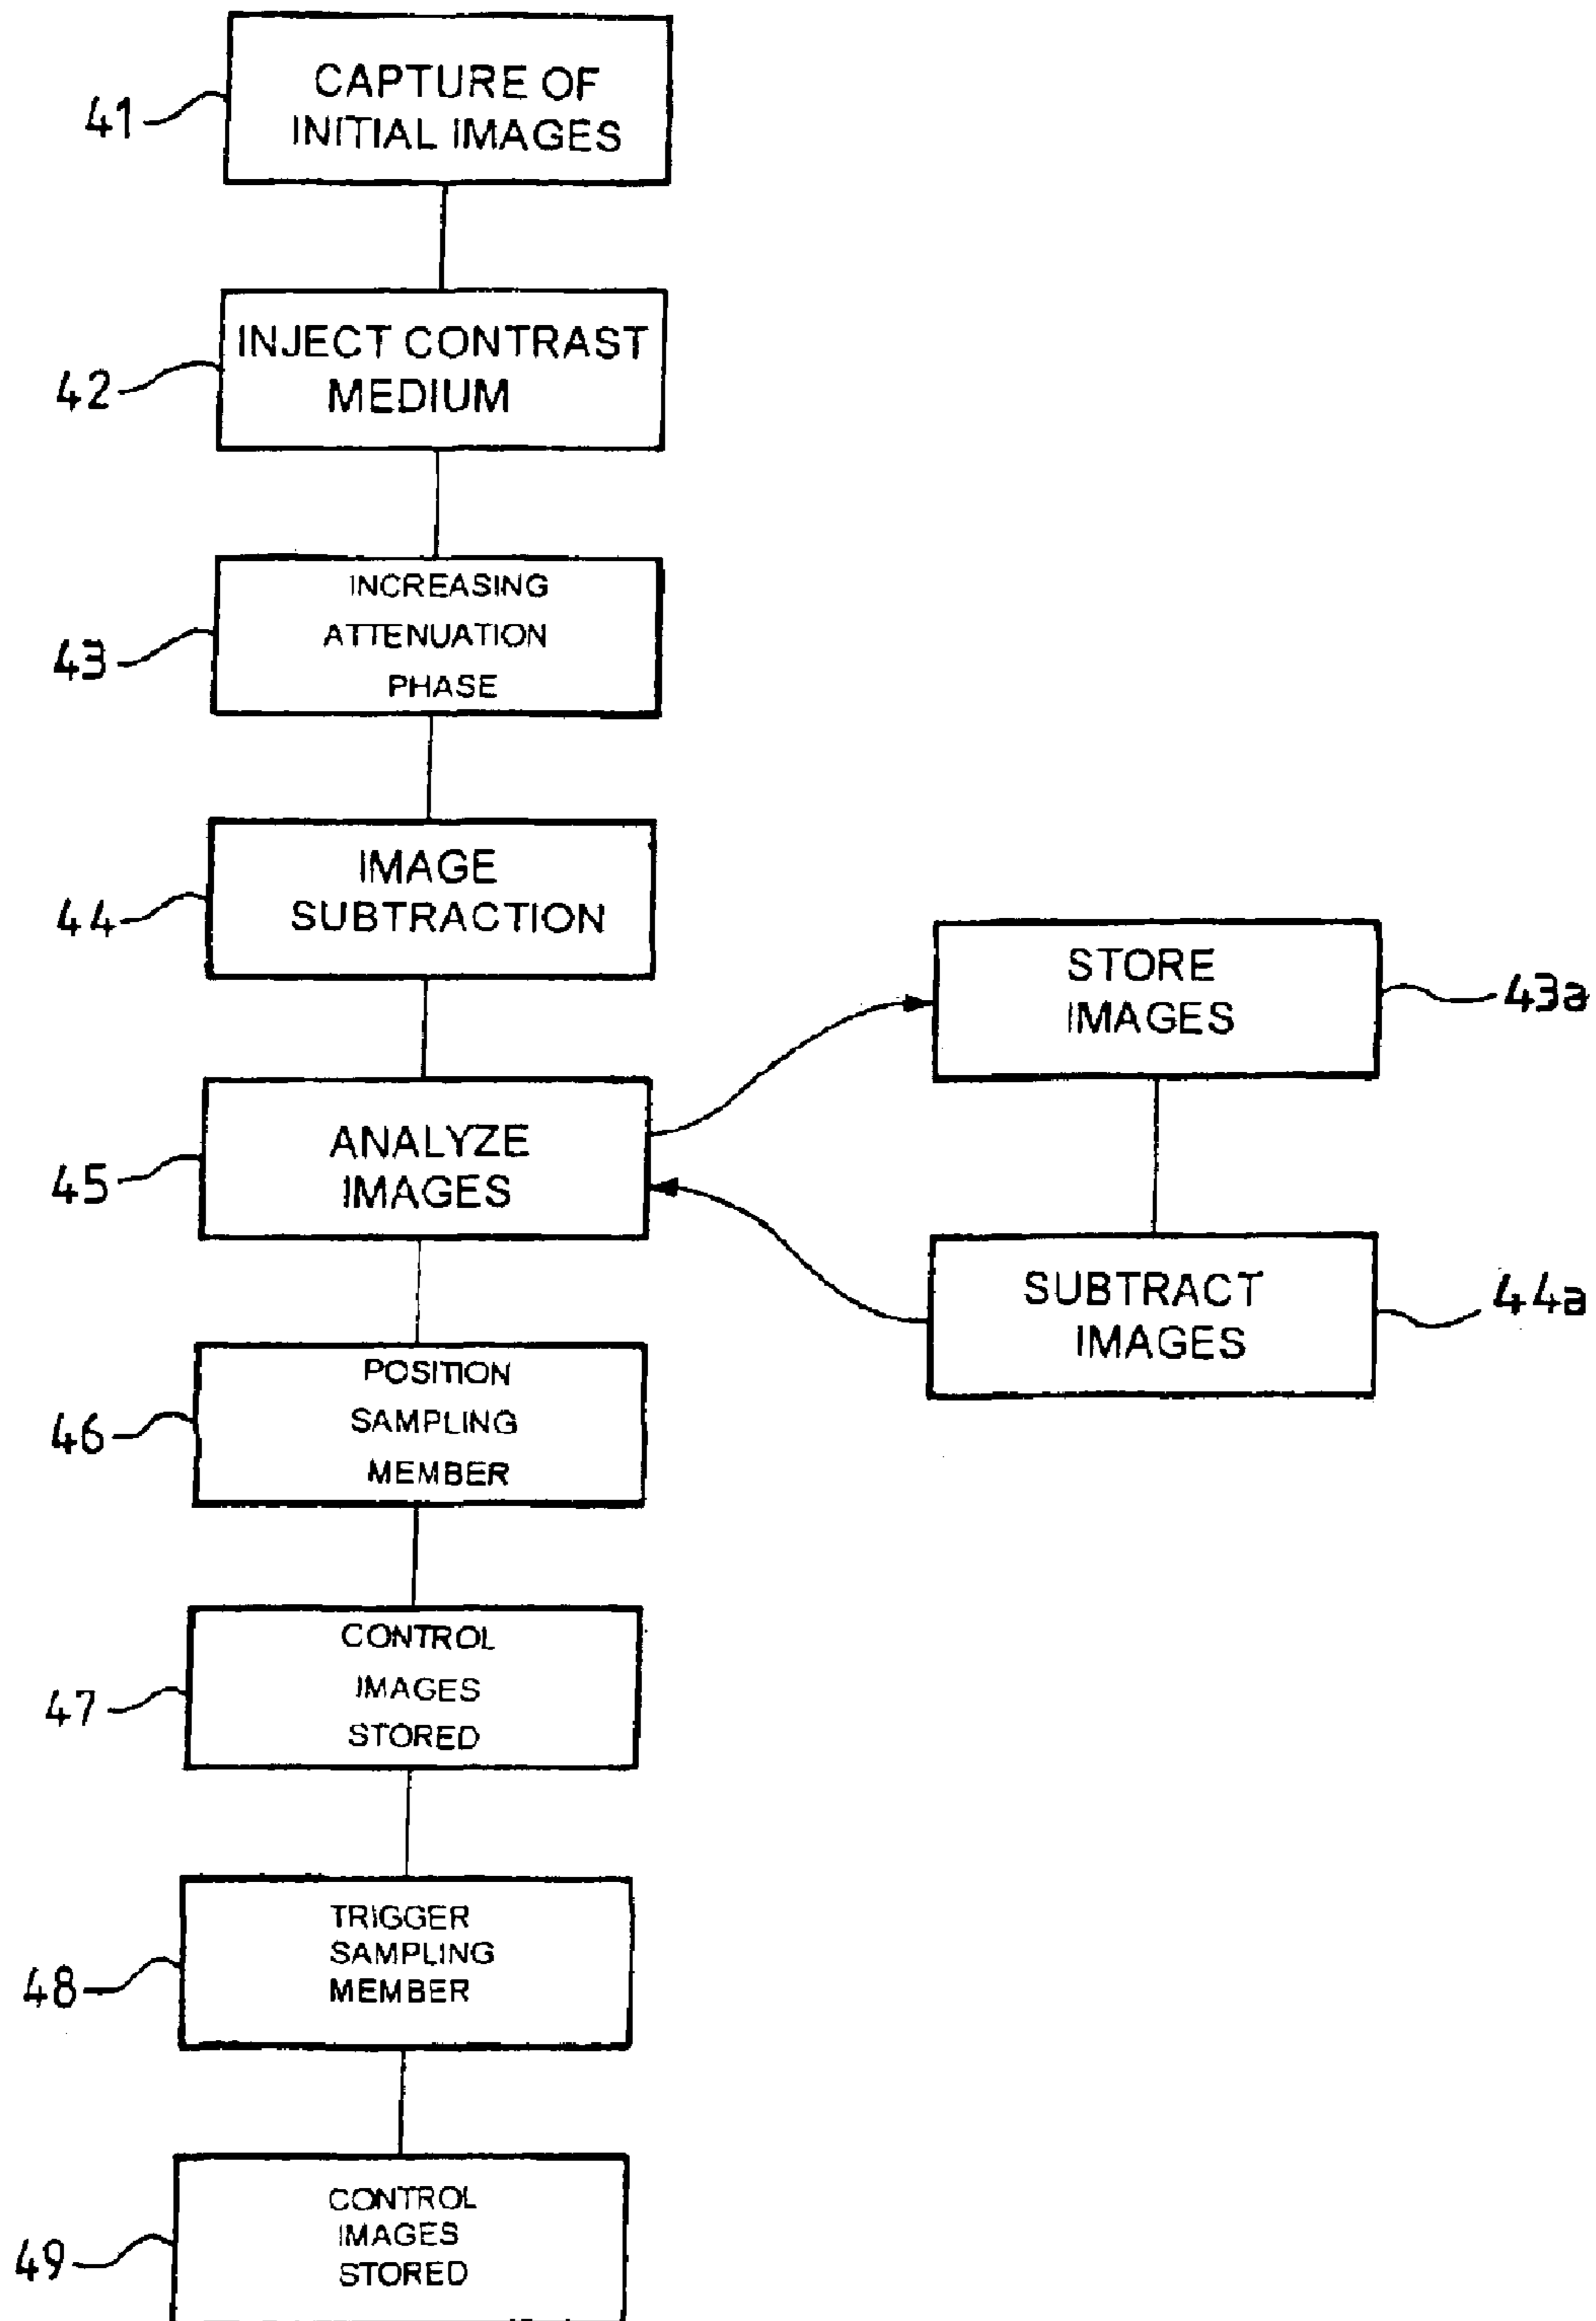 41
CAPTURE OF
INITIAL IMAGES
42
INJECT CONTRAST
MEDIUM
43
INCREASING
ATTENUATION
PHASE
44
IMAGE
SUBTRACTION
STORE
IMAGES
43a
45
ANALYZE
IMAGES
SUBTRACT
IMAGES
44a
46
POSITION
SAMPLING
MEMBER
47
CONTROL
IMAGES
STORED
48
TRIGGER
SAMPLING
MEMBER
49
CONTROL
IMAGES
STORED